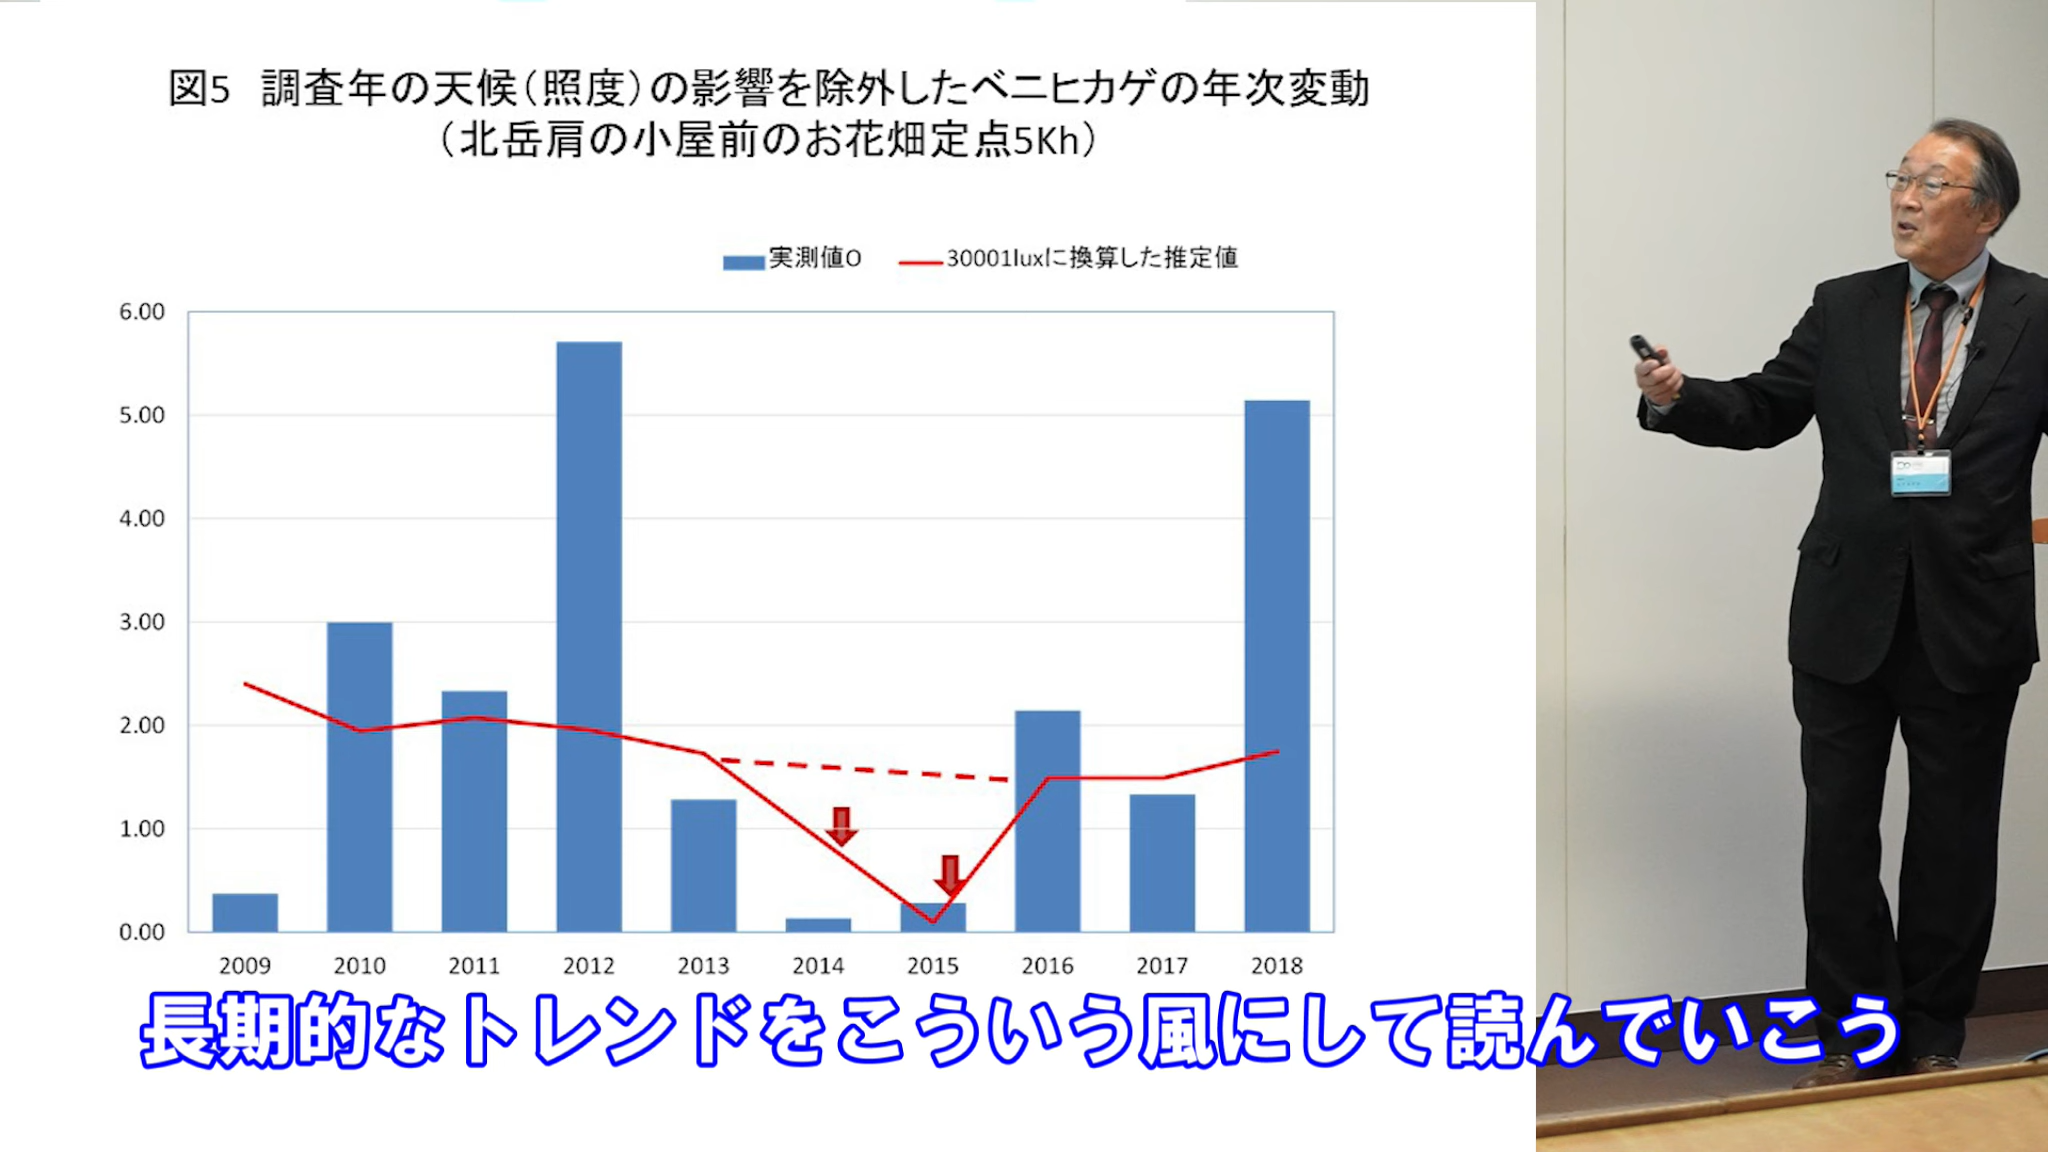 図5 調査年の天候(照度)の影響を除外したベニヒカゲの年次変動
(北岳肩の小屋前のお花畑定点5Kh)
実測値O
30001luxに換算した推定値
6.00
5.00
4.00
3.00
2.00
1.00
0.00
2009 2010 2011 2012 2013 2014 2015 2016 2017 2018
長期的なトレンドをこういう風にして読んでいこう